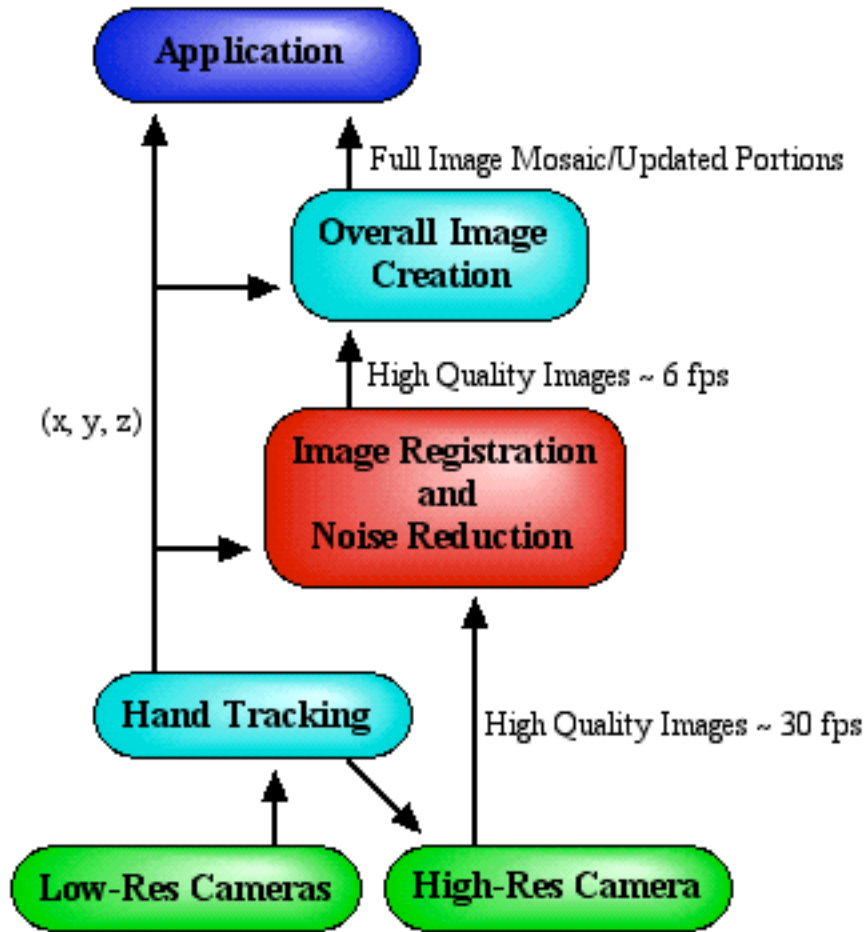 Application
Full Image Mosaic/Updated Portions
Overall Image
Creation
High Quality Images ~ 6 fps
(x, y, z)
Image Registration
and
Noise Reduction
Hand Tracking
High Quality Images ~ 30 fps
Low-Res Cameras
High-Res Camera